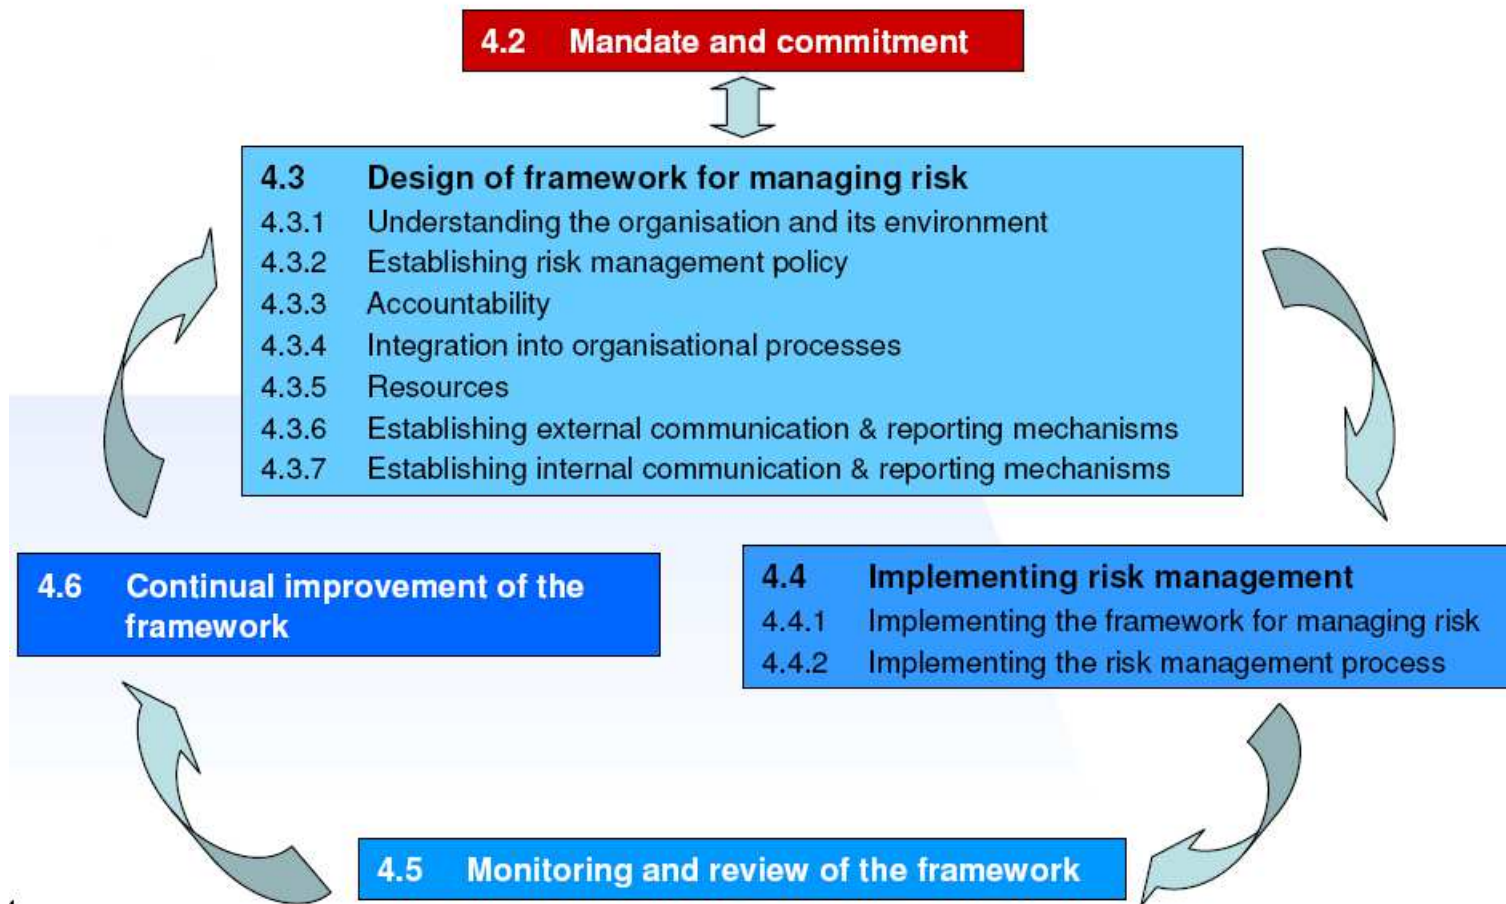 4.2 Mandate and commitment
4.3 Design of framework for managing risk
4.3.1 Understanding the organisation and its environment
4.3.2 Establishing risk management policy
4.3.3 Accountability
4.3.4 Integration into organisational processes
4.3.5 Resources
4.3.6 Establishing external communication & reporting mechanisms
4.3.7 Establishing internal communication & reporting mechanisms
4.6 Continual improvement of the
framework
4.4 Implementing risk management
4.4.1 Implementing the framework for managing risk
4.4.2 Implementing the risk management process
4.5 Monitoring and review of the framework